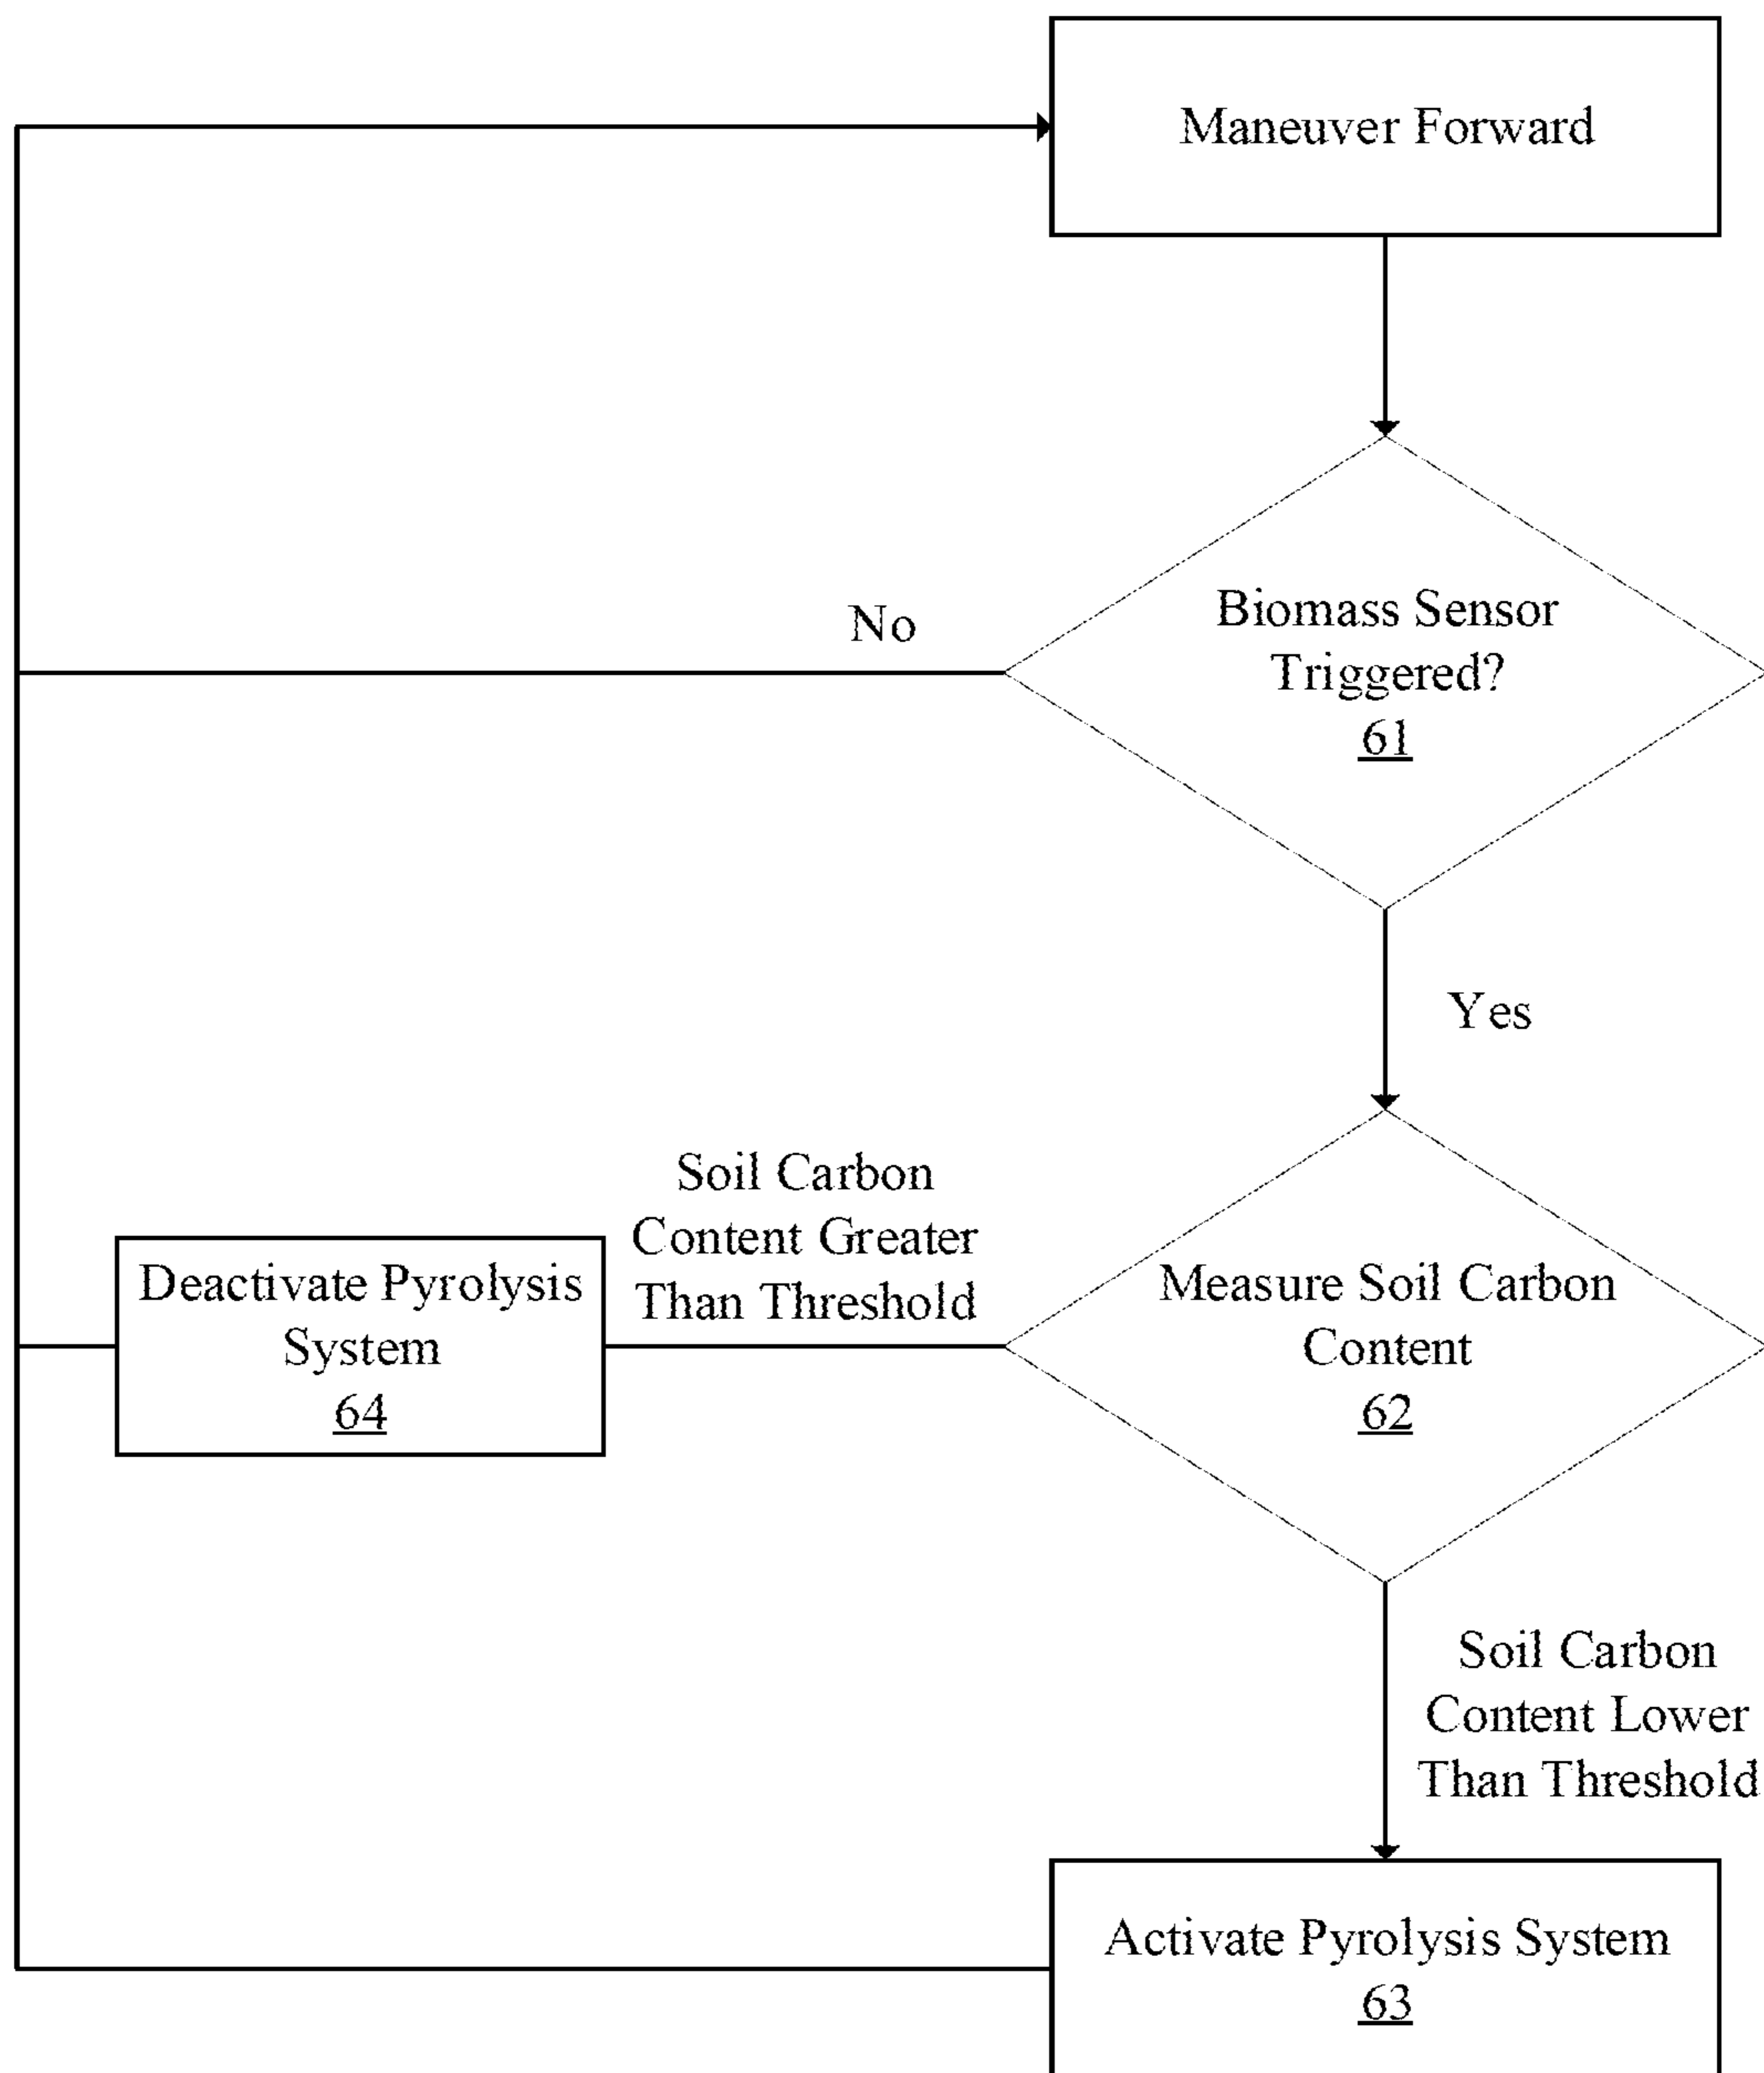 Maneuver Forward
No
Biomass Sensor
Triggered?
61
Yes
Soil Carbon
Content Greater
Than Threshold
Deactivate Pyrolysis
System
64
Measure Soil Carbon
Content
62
Soil Carbon
Content Lower
Than Threshold
Activate Pyrolysis System
63